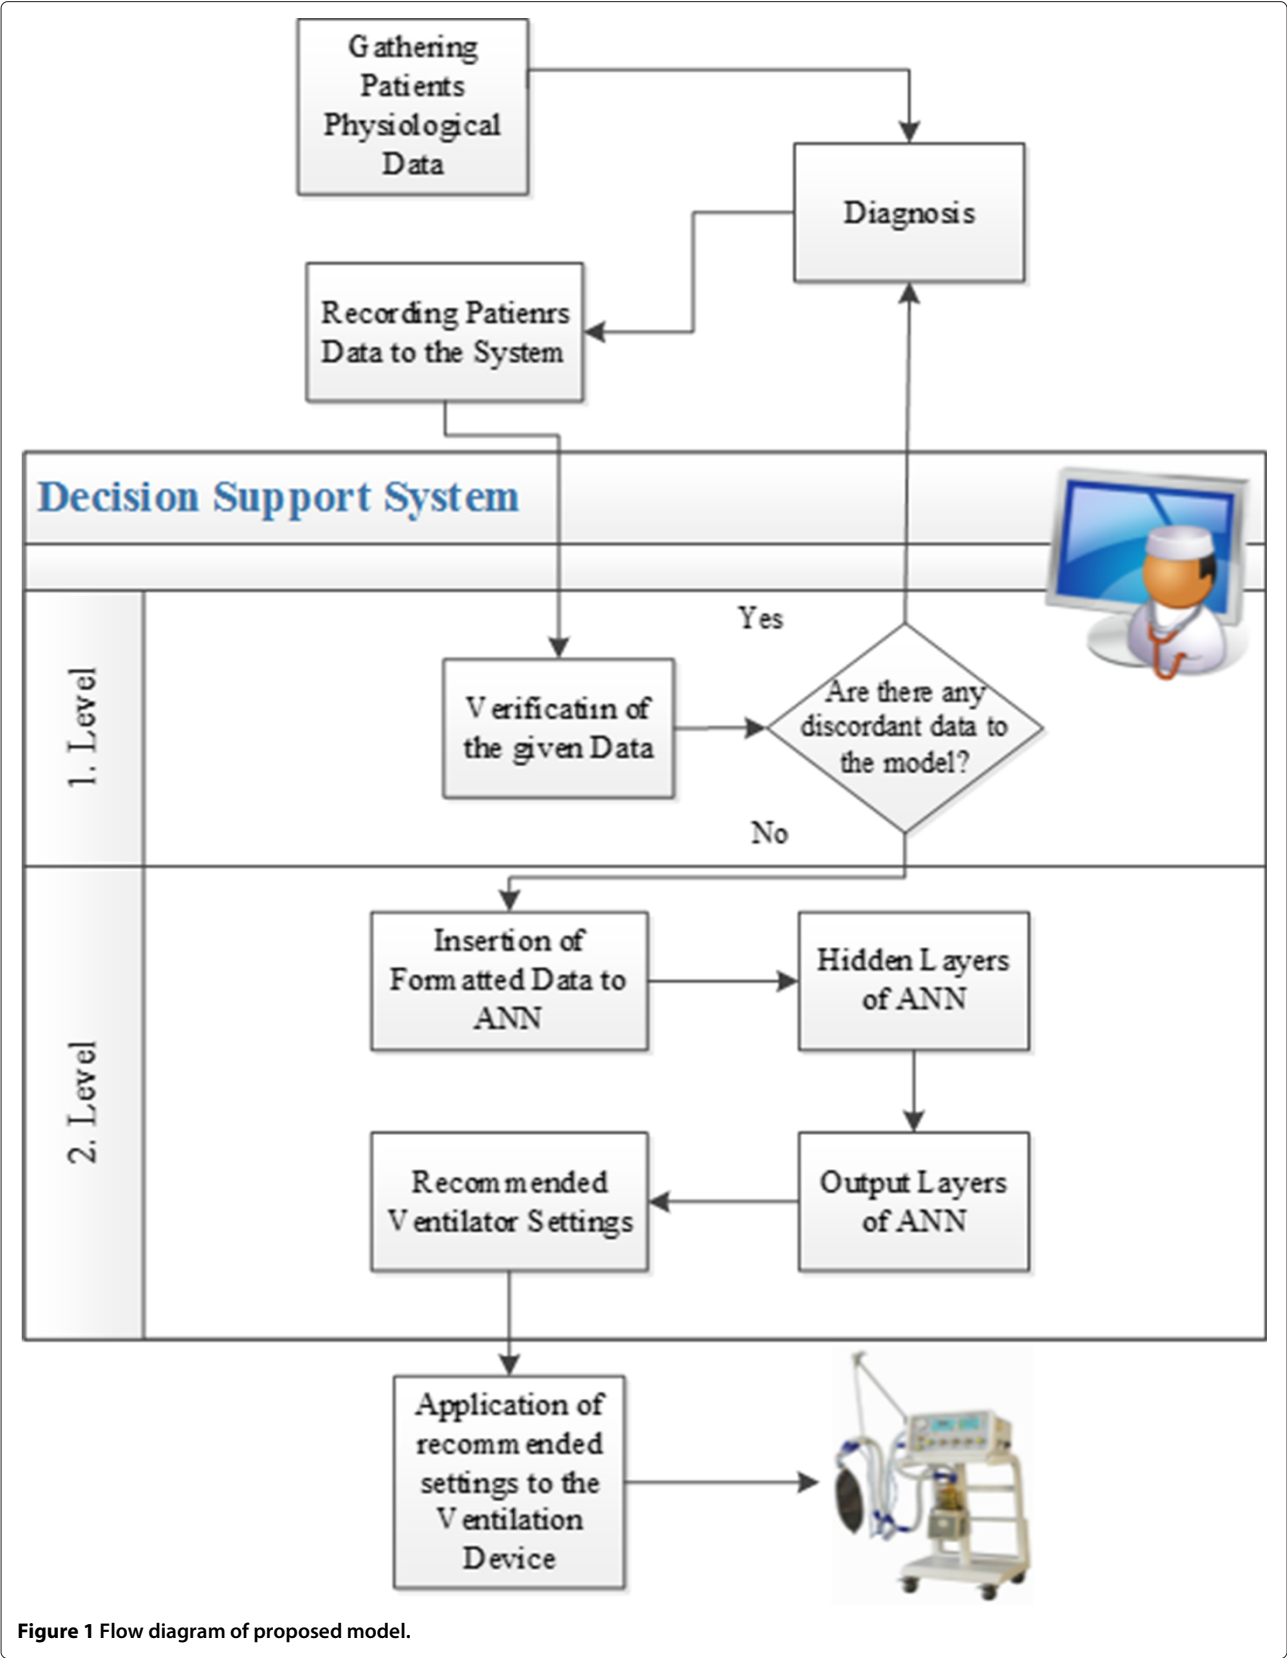 Gathering
Patients
Physiological
Data
Diagnosis
Recording Patienrs
Data to the System
Decision Support System
1. Level
Yes
Verificatiın of
the given Data
Are there any
discordant data to
the model?
No
2. Level
Insertion of
Formatted Data to
ANN
Hidden Layers
of ANN
Output Layers
of ANN
Recommended
Ventilator Settings
Application of
recommended
settings to the
Ventilation
Device
Figure 1 Flow diagram of proposed model.